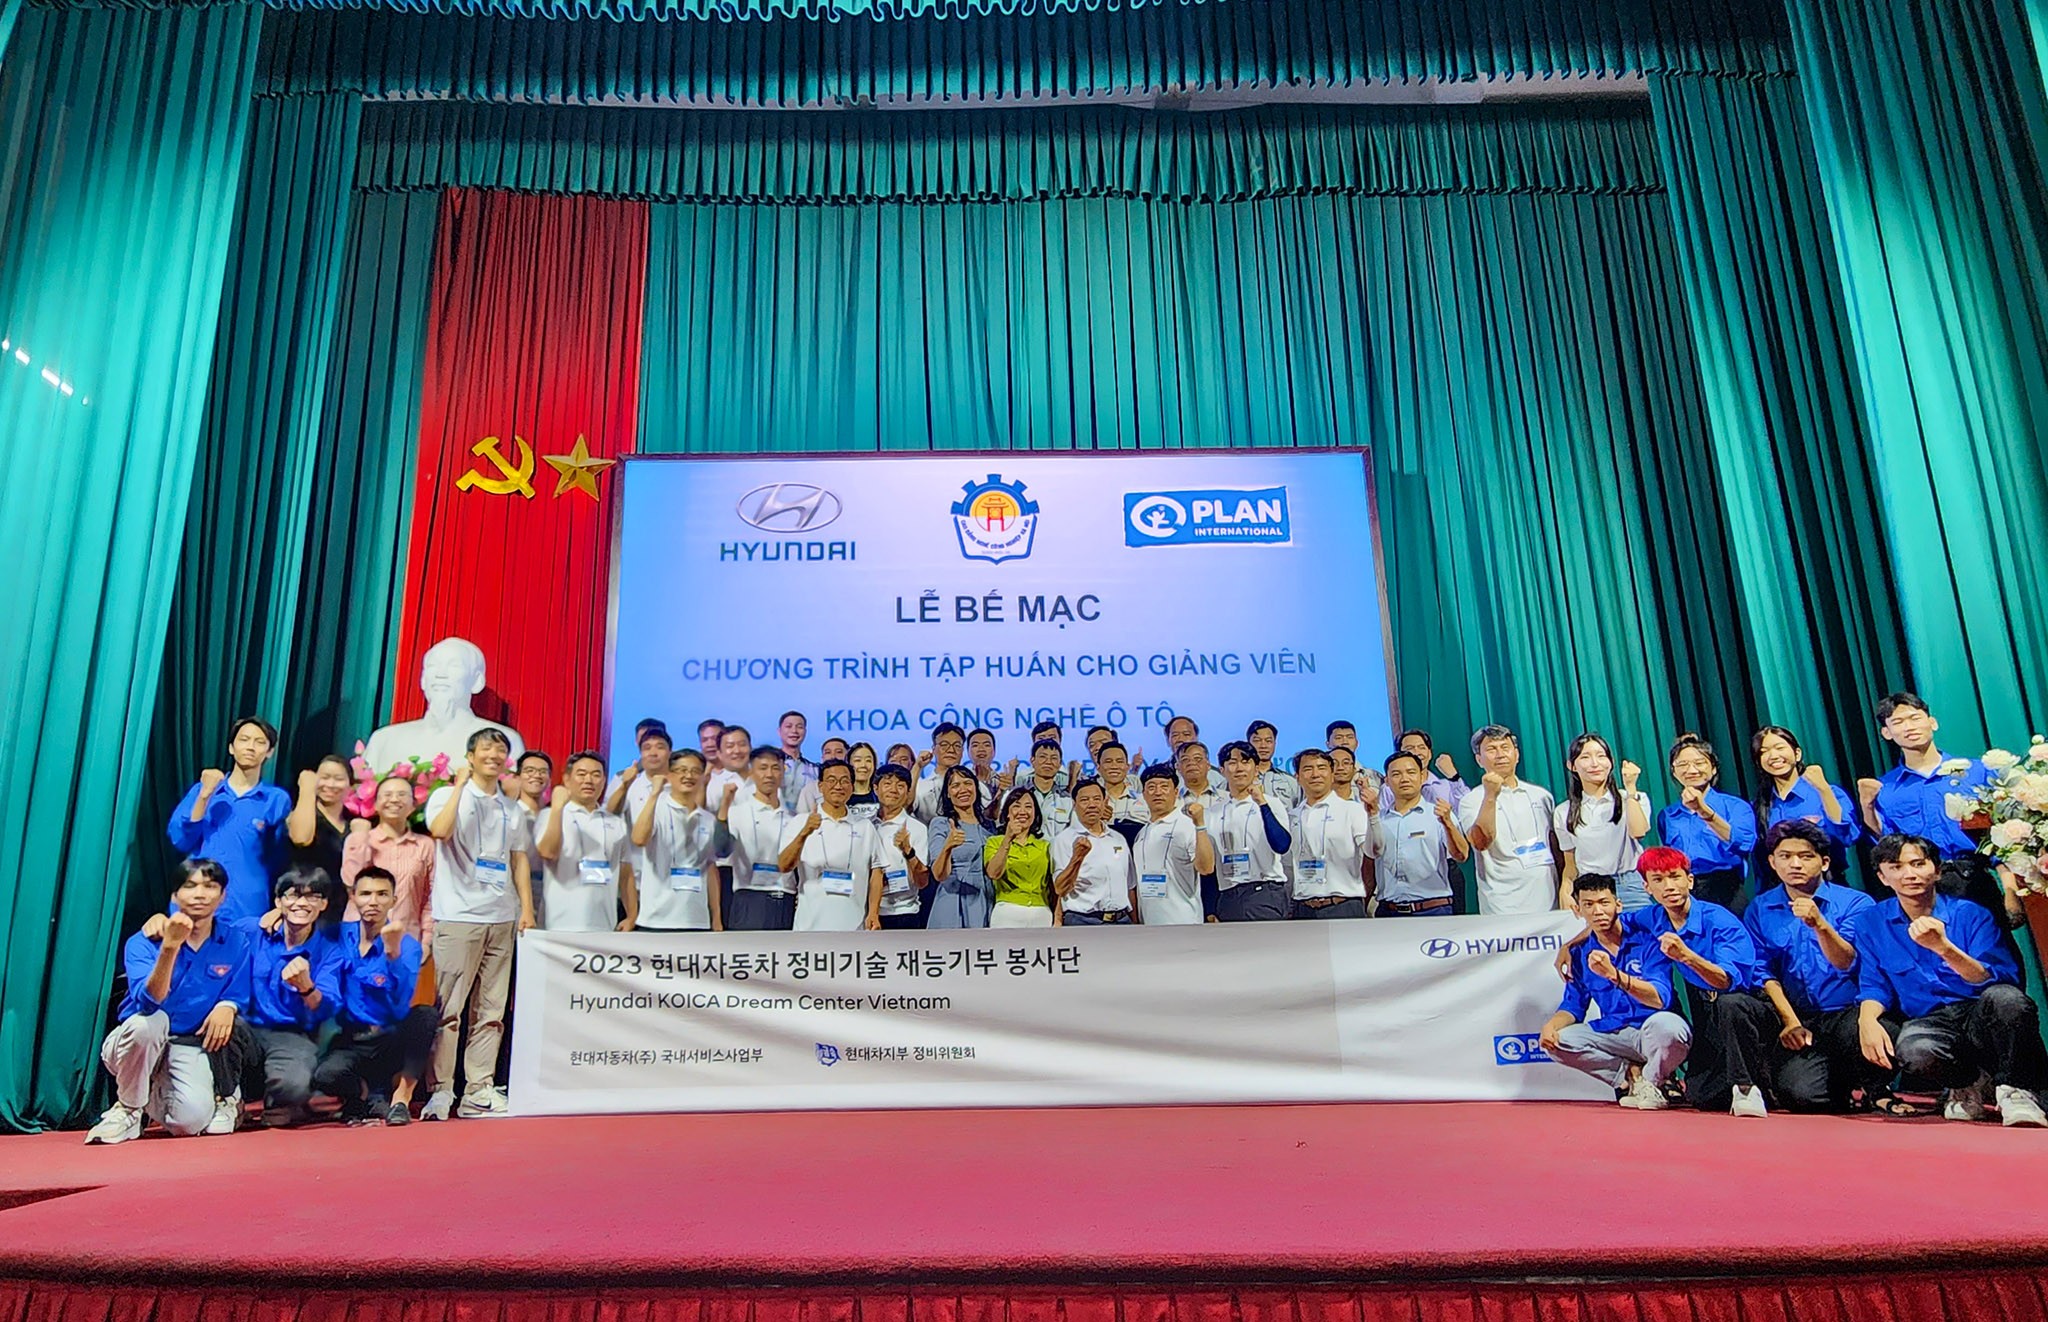 HYUNDAI
PLAN
INTERNATIONAL
LỄ BẾ MẠC
CHƯƠNG TRÌNH TẬP HUẤN CHO GIẢNG VIÊN
KHOA CÔNG NGHỆ Ô TÔ
2023 현대자동차 정비기술 재능기부 봉사단
HYUNDAI
Hyundai KOICA Dream Center Vietnam
현대자동차(주) 국내서비스사업부
현대차지부 정비위원회